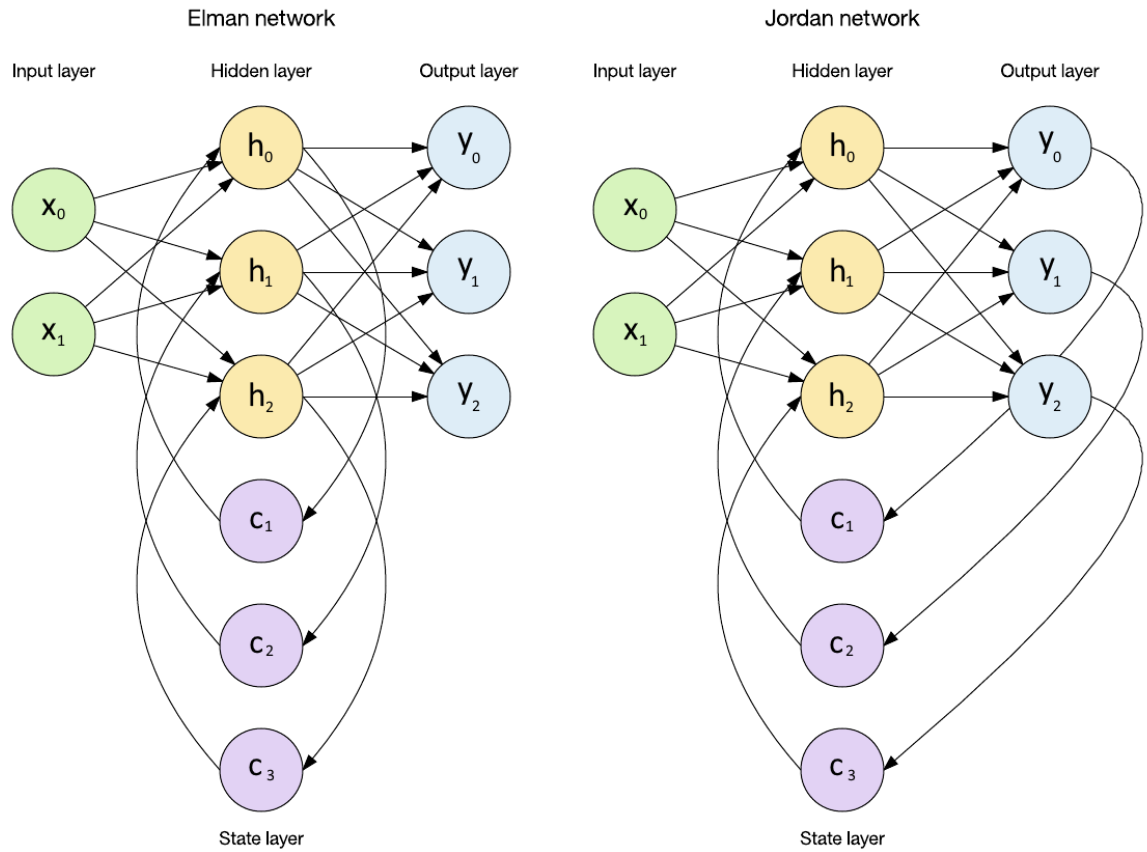 Elman network
Input layer
Hidden layer
Output layer
x₀
x₁
h₀
h₁
h₂
y₀
y₁
y₂
c₁
c₂
c₃
State layer
Jordan network
Input layer
Hidden layer
Output layer
x₀
x₁
h₀
h₁
h₂
y₀
y₁
y₂
c₁
c₂
c₃
State layer